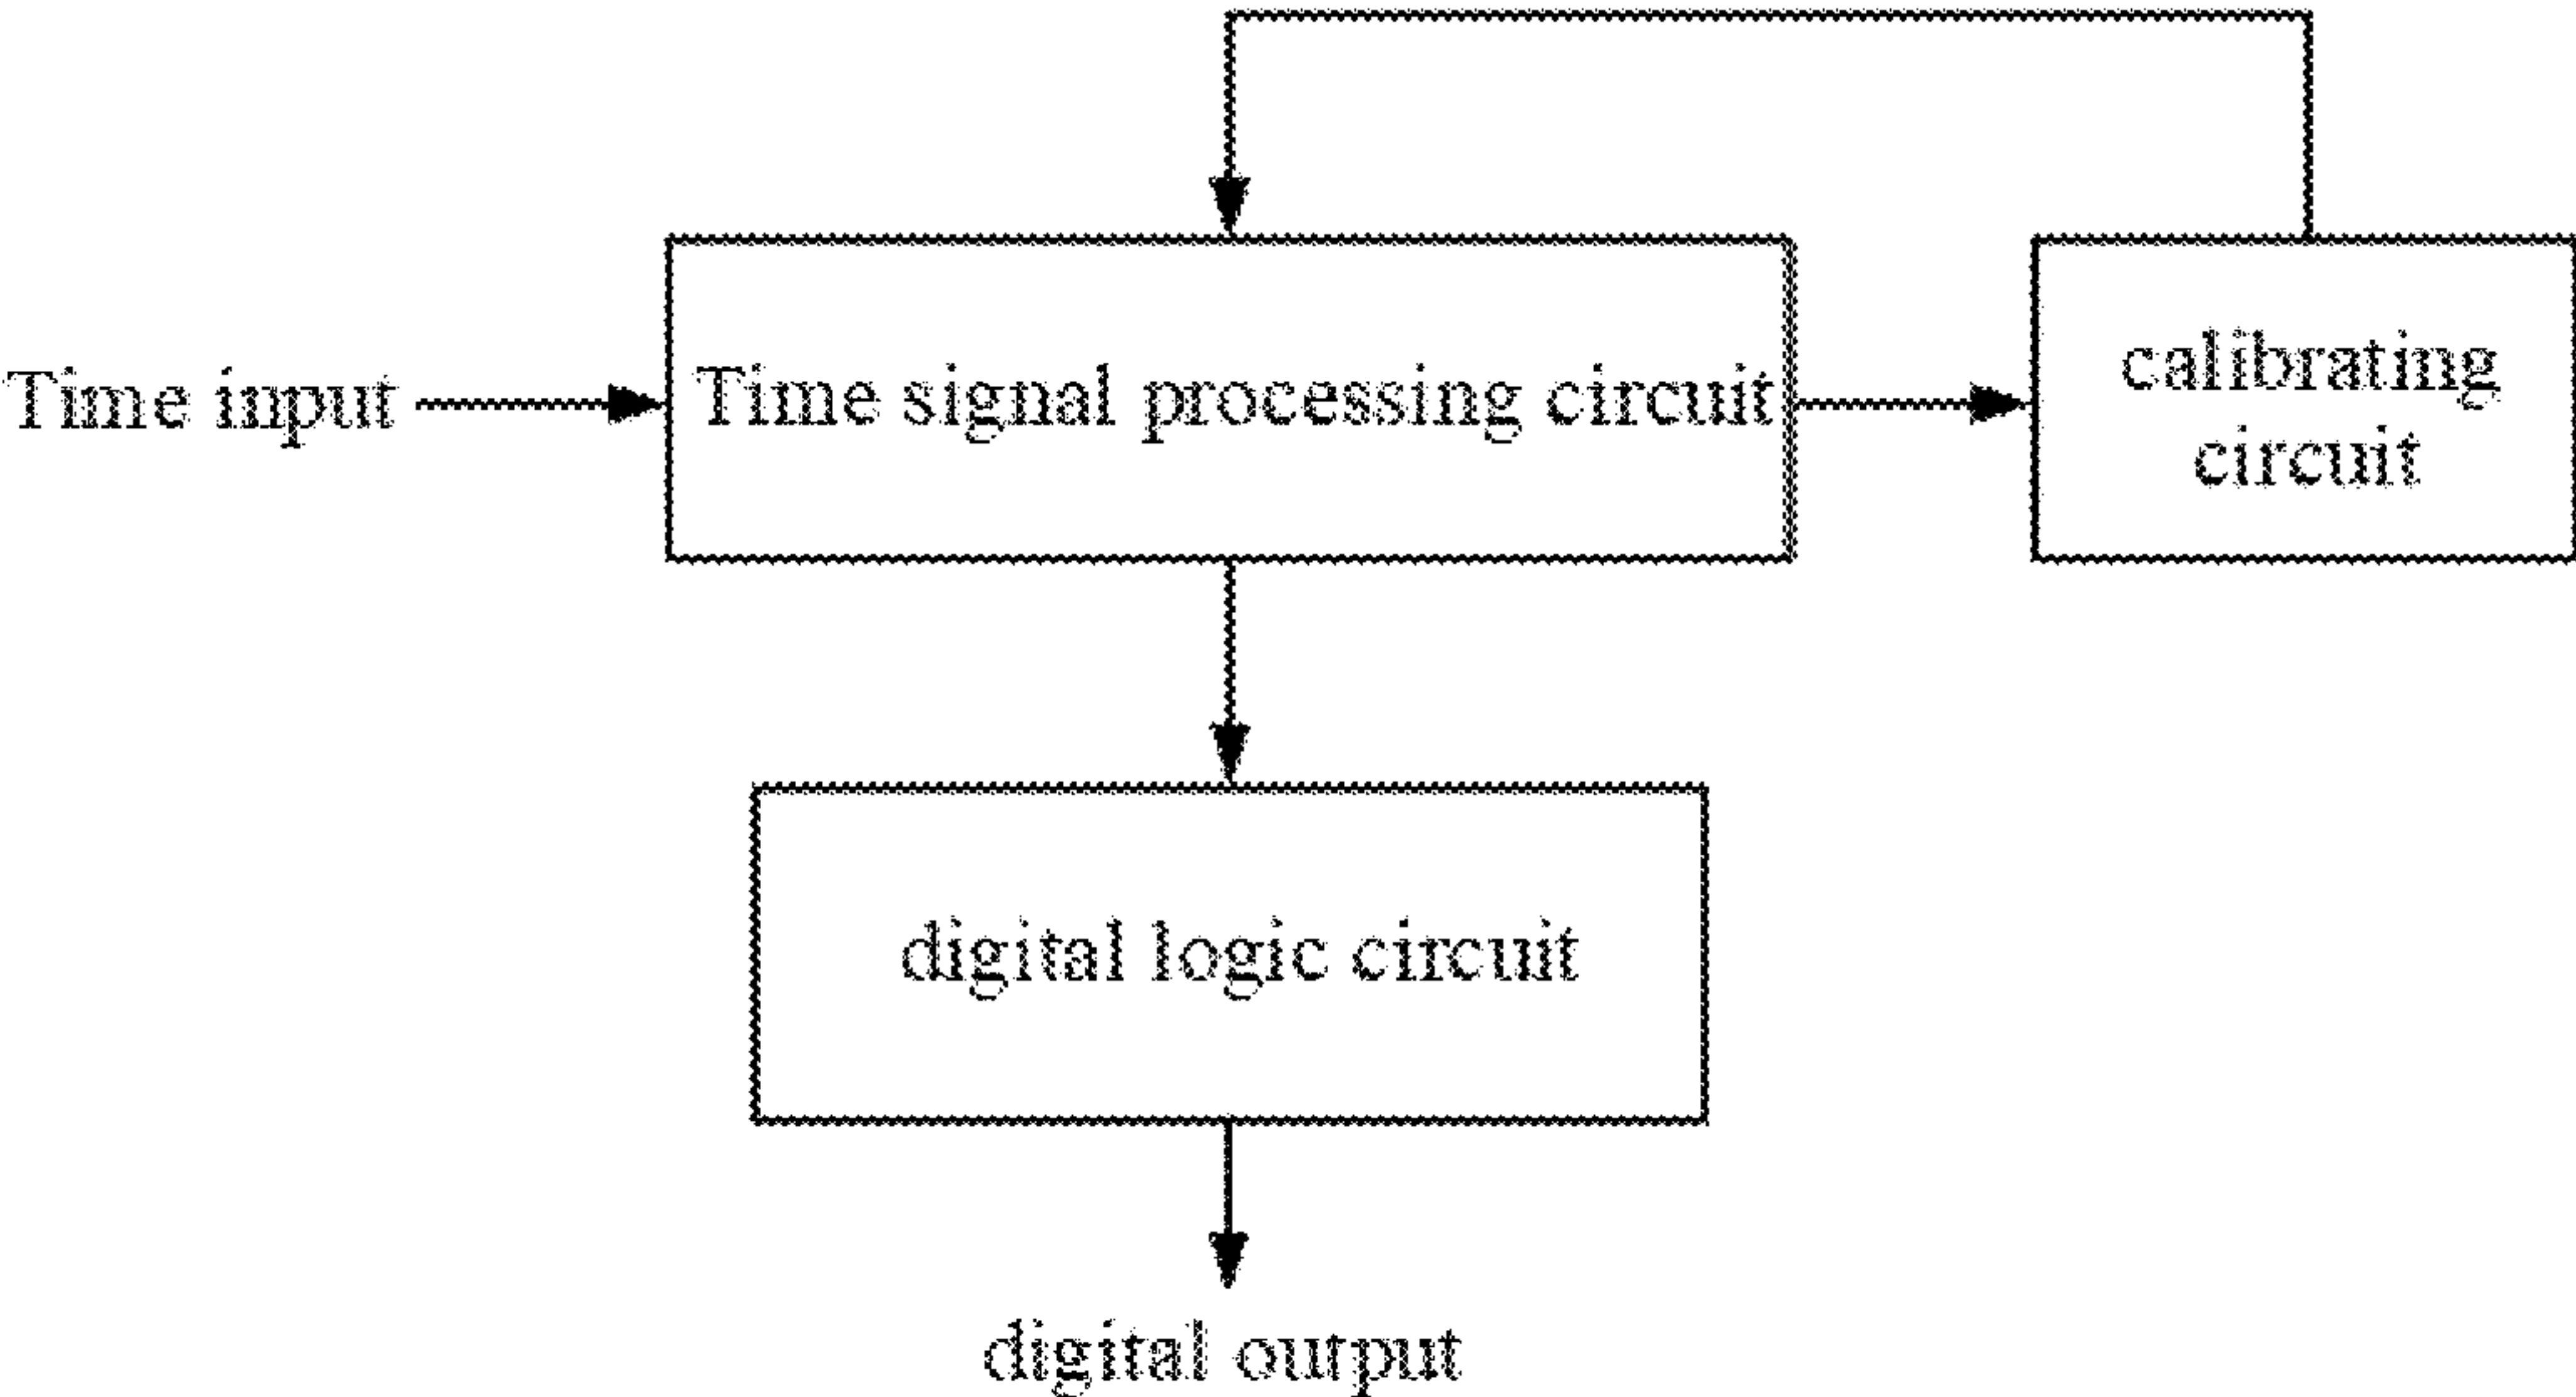 Time input
Time signal processing circuit
calibrating
circuit
digital logic circuit
digital output